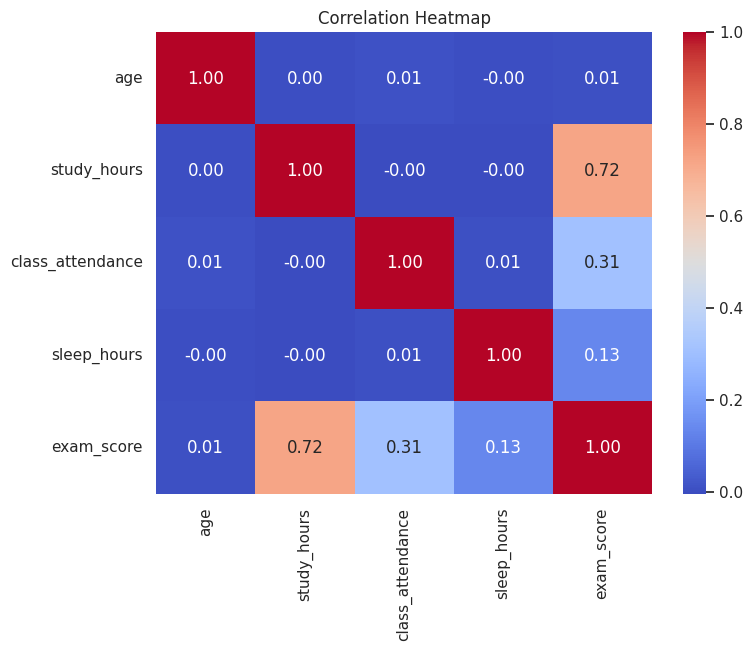 Correlation Heatmap
age 1.00 0.00 0.01 -0.00 0.01
study_hours 0.00 1.00 -0.00 -0.00 0.72
class_attendance 0.01 -0.00 1.00 0.01 0.31
sleep_hours -0.00 -0.00 0.01 1.00 0.13
exam_score 0.01 0.72 0.31 0.13 1.00
age study_hours class_attendance sleep_hours exam_score
1.0
0.8
0.6
0.4
0.2
0.0